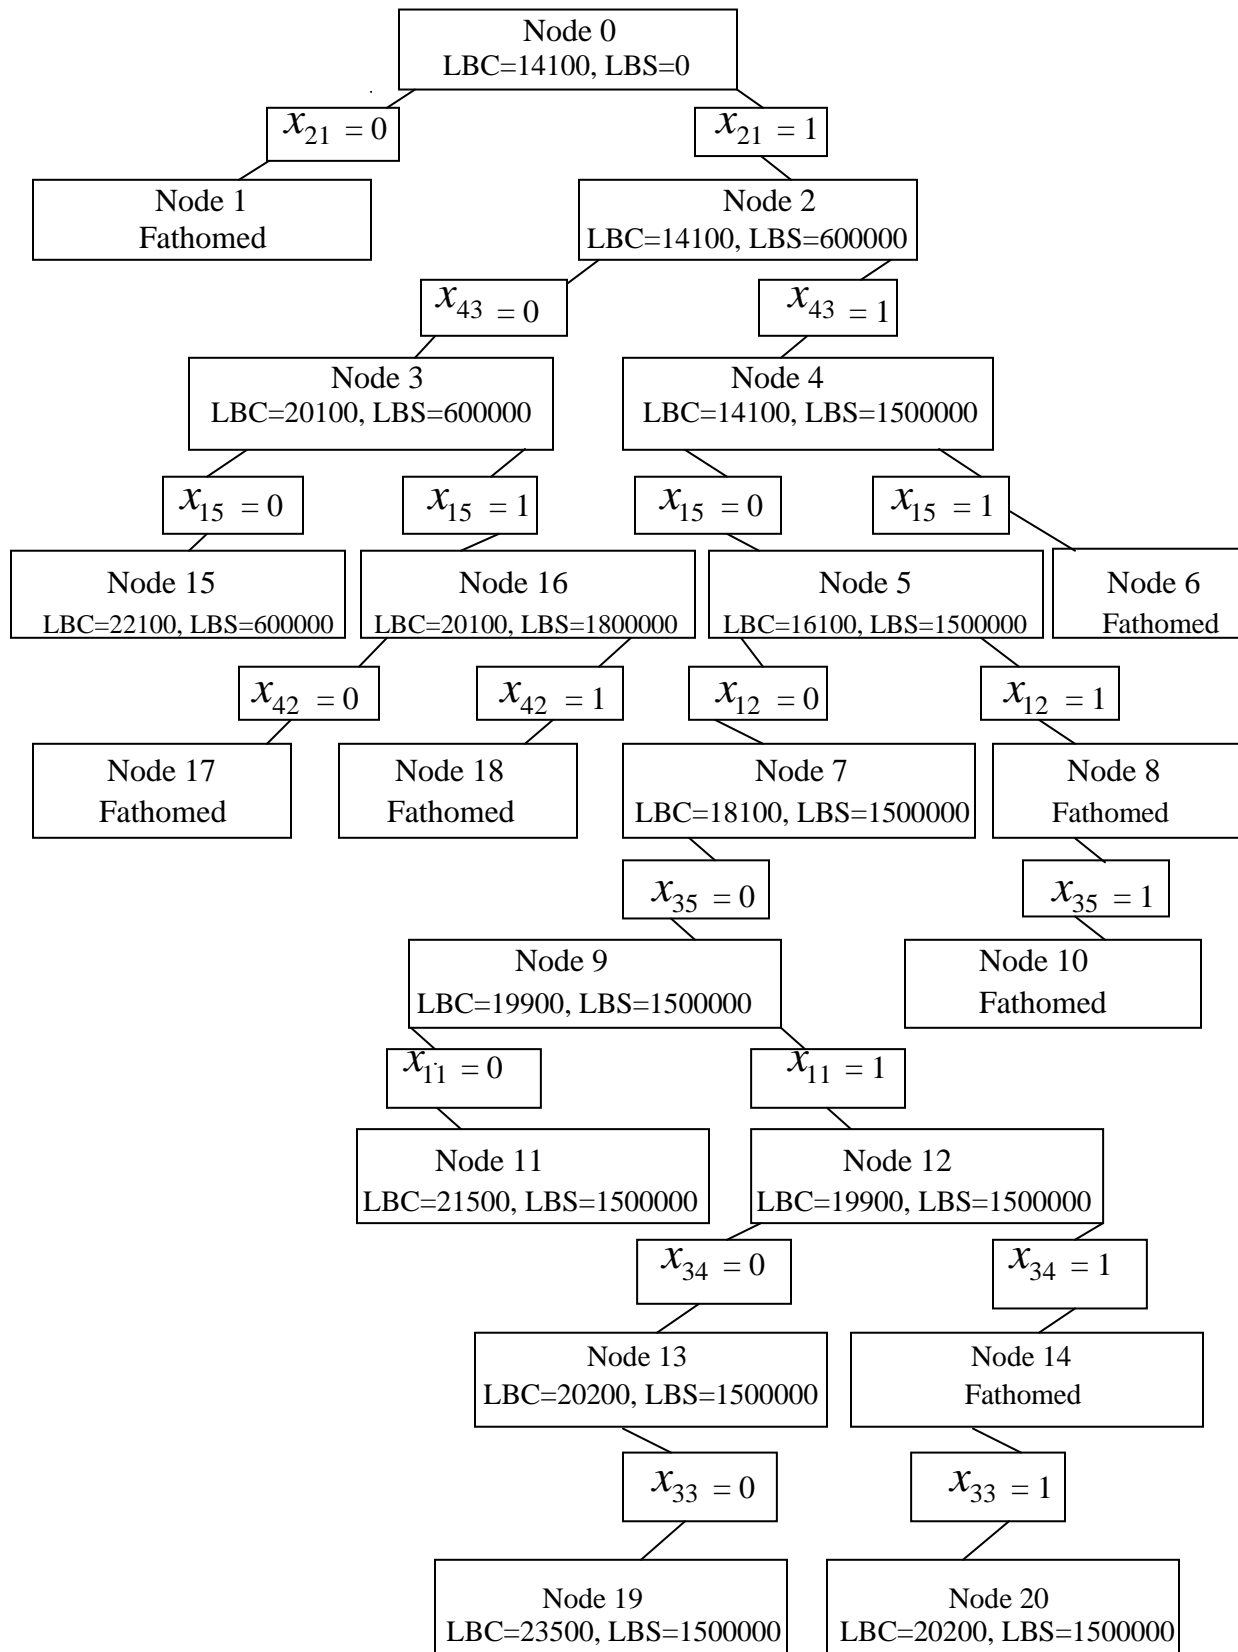 Node 0
LBC=14100, LBS=0
x21 = 0
x21 = 1
Node 1
Fathomed
Node 2
LBC=14100, LBS=600000
x43 = 0
x43 = 1
Node 3
LBC=20100, LBS=600000
Node 4
LBC=14100, LBS=1500000
x15 = 0
x15 = 1
x15 = 0
x15 = 1
Node 15
LBC=22100, LBS=600000
Node 16
LBC=20100, LBS=1800000
Node 5
LBC=16100, LBS=1500000
Node 6
Fathomed
x42 = 0
x42 = 1
x12 = 0
x12 = 1
Node 17
Fathomed
Node 18
Fathomed
Node 7
LBC=18100, LBS=1500000
Node 8
Fathomed
x35 = 0
x35 = 1
Node 9
LBC=19900, LBS=1500000
Node 10
Fathomed
x11 = 0
x11 = 1
Node 11
LBC=21500, LBS=1500000
Node 12
LBC=19900, LBS=1500000
x34 = 0
x34 = 1
Node 13
LBC=20200, LBS=1500000
Node 14
Fathomed
x33 = 0
x33 = 1
Node 19
LBC=23500, LBS=1500000
Node 20
LBC=20200, LBS=1500000